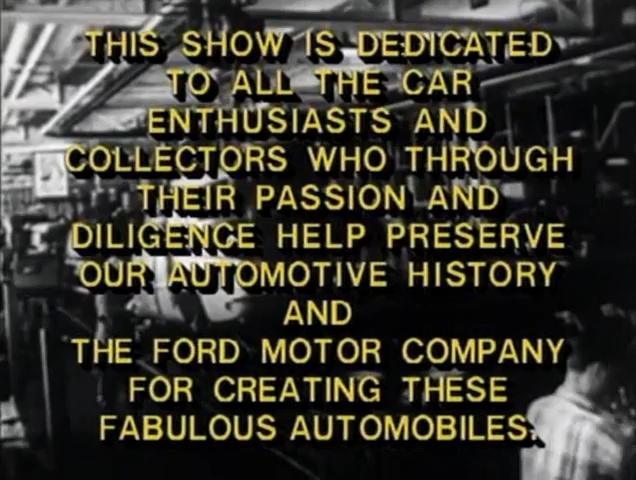 THIS SHOW IS DEDICATED
TO ALL THE CAR
ENTHUSIASTS AND
COLLECTORS WHO THROUGH
THEIR PASSION AND
DILIGENCE HELP PRESERVE
OUR AUTOMOTIVE HISTORY
AND
THE FORD MOTOR COMPANY
FOR CREATING THESE
FABULOUS AUTOMOBILES.